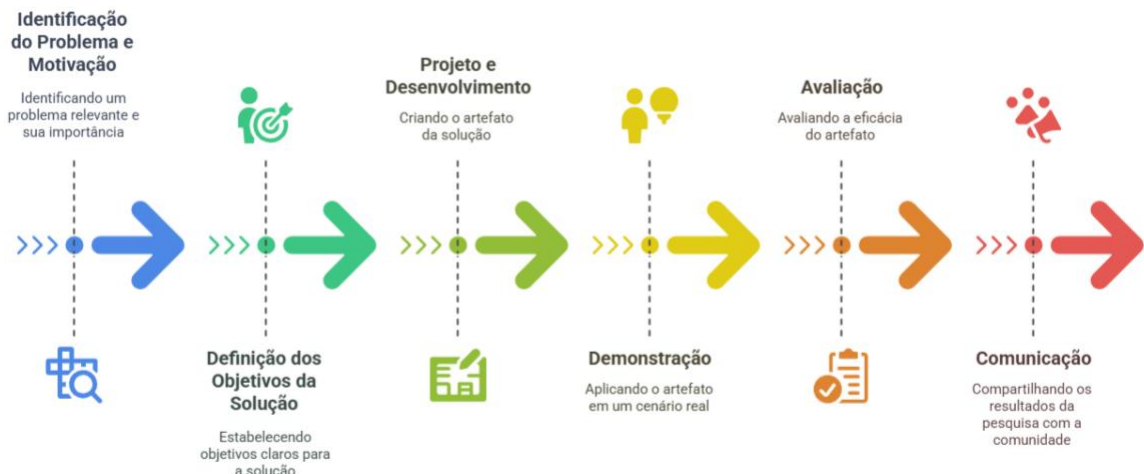 Identificação
do Problema e
Motivação
Identificando um
problema relevante e
sua importância
Definição dos
Objetivos da
Solução
Estabelecendo
objetivos claros para
a solução
Projeto e
Desenvolvimento
Criando o artefato
da solução
Demonstração
Aplicando o artefato
em um cenário real
Avaliação
Avaliando a eficácia
do artefato
Comunicação
Compartilhando os
resultados da
pesquisa com a
comunidade